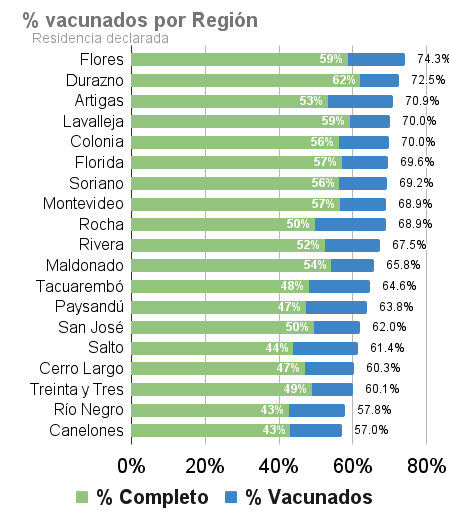 % vacunados por Región
Residencia declarada
Flores 59% 74.3%
Durazno 62% 72.5%
Artigas 53% 70.9%
Lavalleja 59% 70.0%
Colonia 56% 70.0%
Florida 57% 69.6%
Soriano 56% 69.2%
Montevideo 57% 68.9%
Rocha 50% 68.9%
Rivera 52% 67.5%
Maldonado 54% 65.8%
Tacuarembó 48% 64.6%
Paysandú 47% 63.8%
San José 50% 62.0%
Salto 44% 61.4%
Cerro Largo 47% 60.3%
Treinta y Tres 49% 60.1%
Río Negro 43% 57.8%
Canelones 43% 57.0%
0% 20% 40% 60% 80%
% Completo % Vacunados